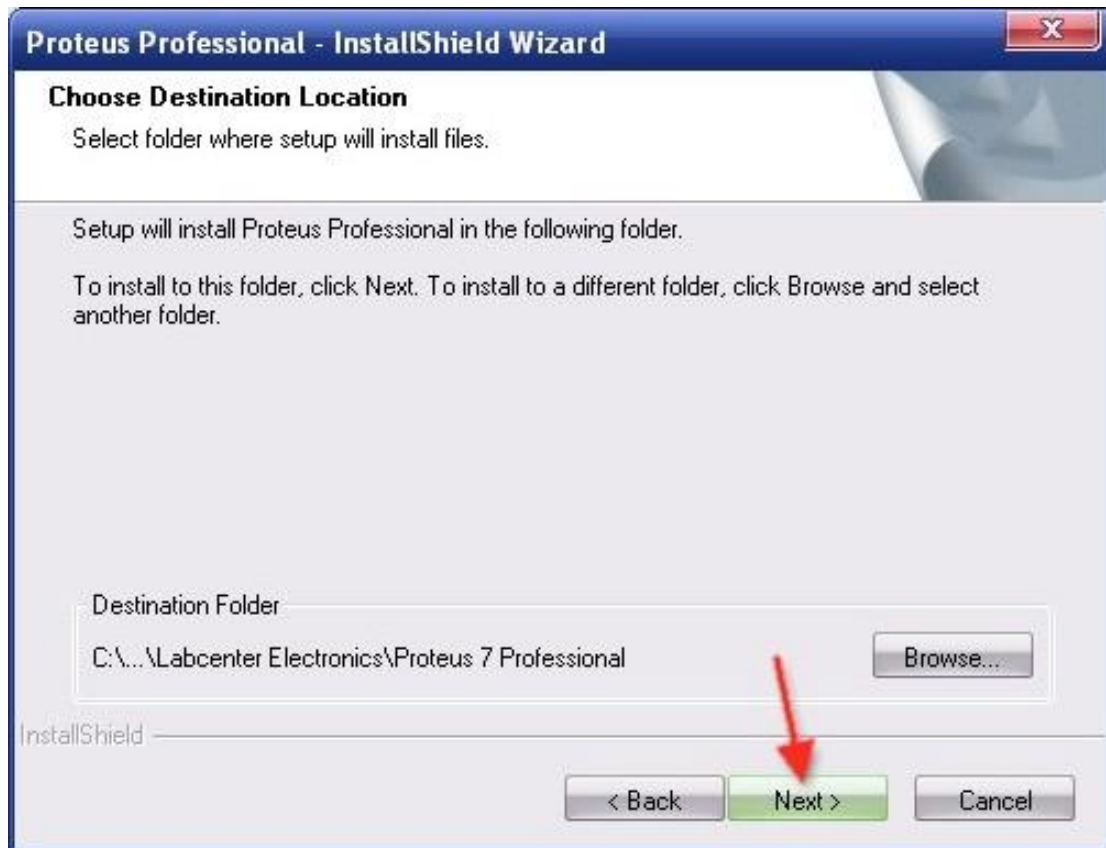 Proteus Professional - InstallShield Wizard
Choose Destination Location
Select folder where setup will install files.
Setup will install Proteus Professional in the following folder.
To install to this folder, click Next. To install to a different folder, click Browse and select
another folder.
Destination Folder
C:\...\Labcenter Electronics\Proteus 7 Professional
Browse...
InstallShield
< Back
Next >
Cancel